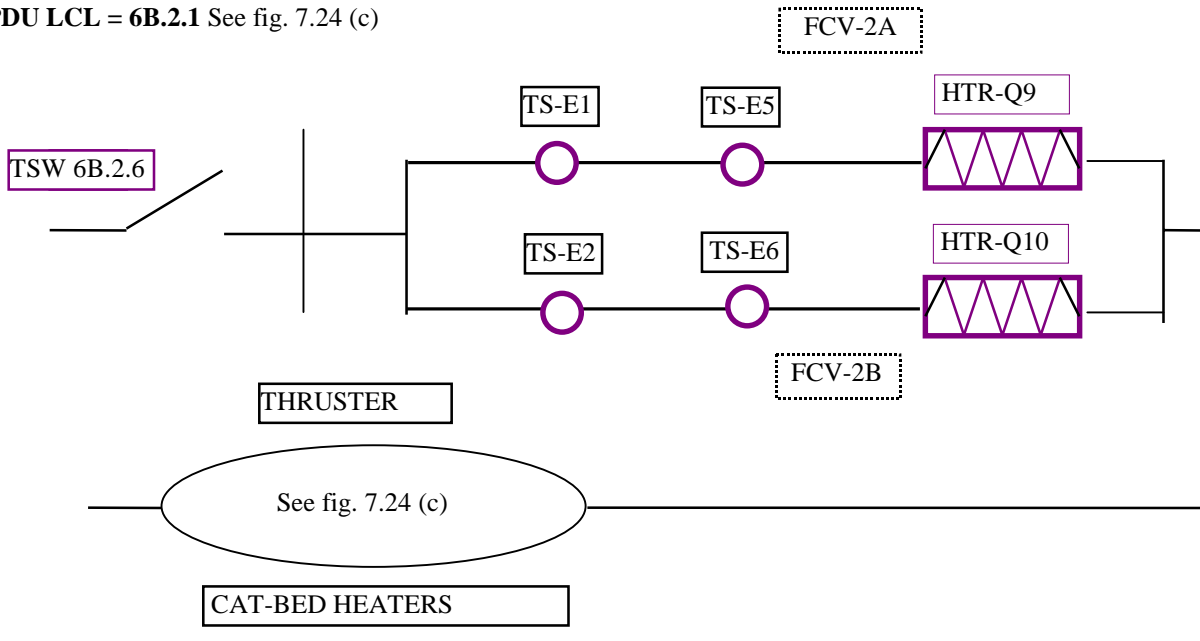 PDU LCL = 6B.2.1 See fig. 7.24 (c)
FCV-2A
HTR-Q9
TS-E1
TS-E5
TSW 6B.2.6
TS-E2
TS-E6
HTR-Q10
FCV-2B
THRUSTER
See fig. 7.24 (c)
CAT-BED HEATERS